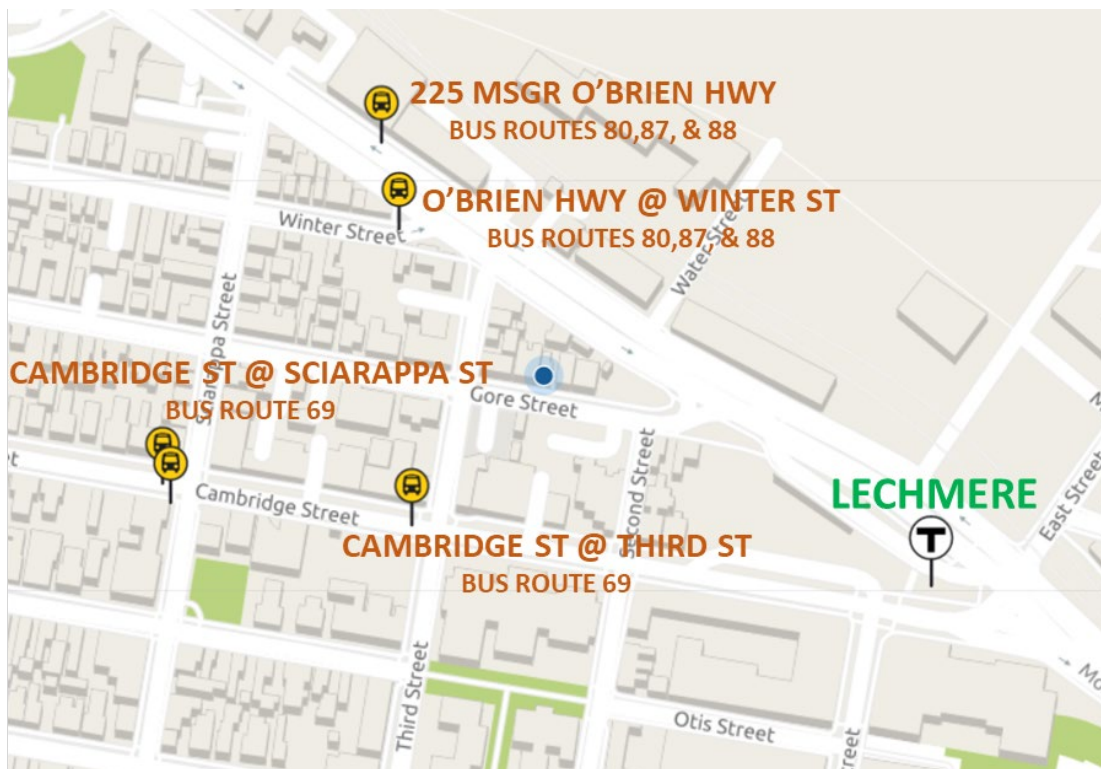 225 MSGR O'BRIEN HWY
BUS ROUTES 80,87, & 88
O'BRIEN HWY @ WINTER ST
BUS ROUTES 80,87, & 88
Winter Street
Water Street
Sciarappa Street
CAMBRIDGE ST @ SCIARAPPA ST
BUS ROUTE 69
Gore Street
Cambridge Street
CAMBRIDGE ST @ THIRD ST
BUS ROUTE 69
Second Street
LECHMERE
T
East Street
Third Street
Otis Street